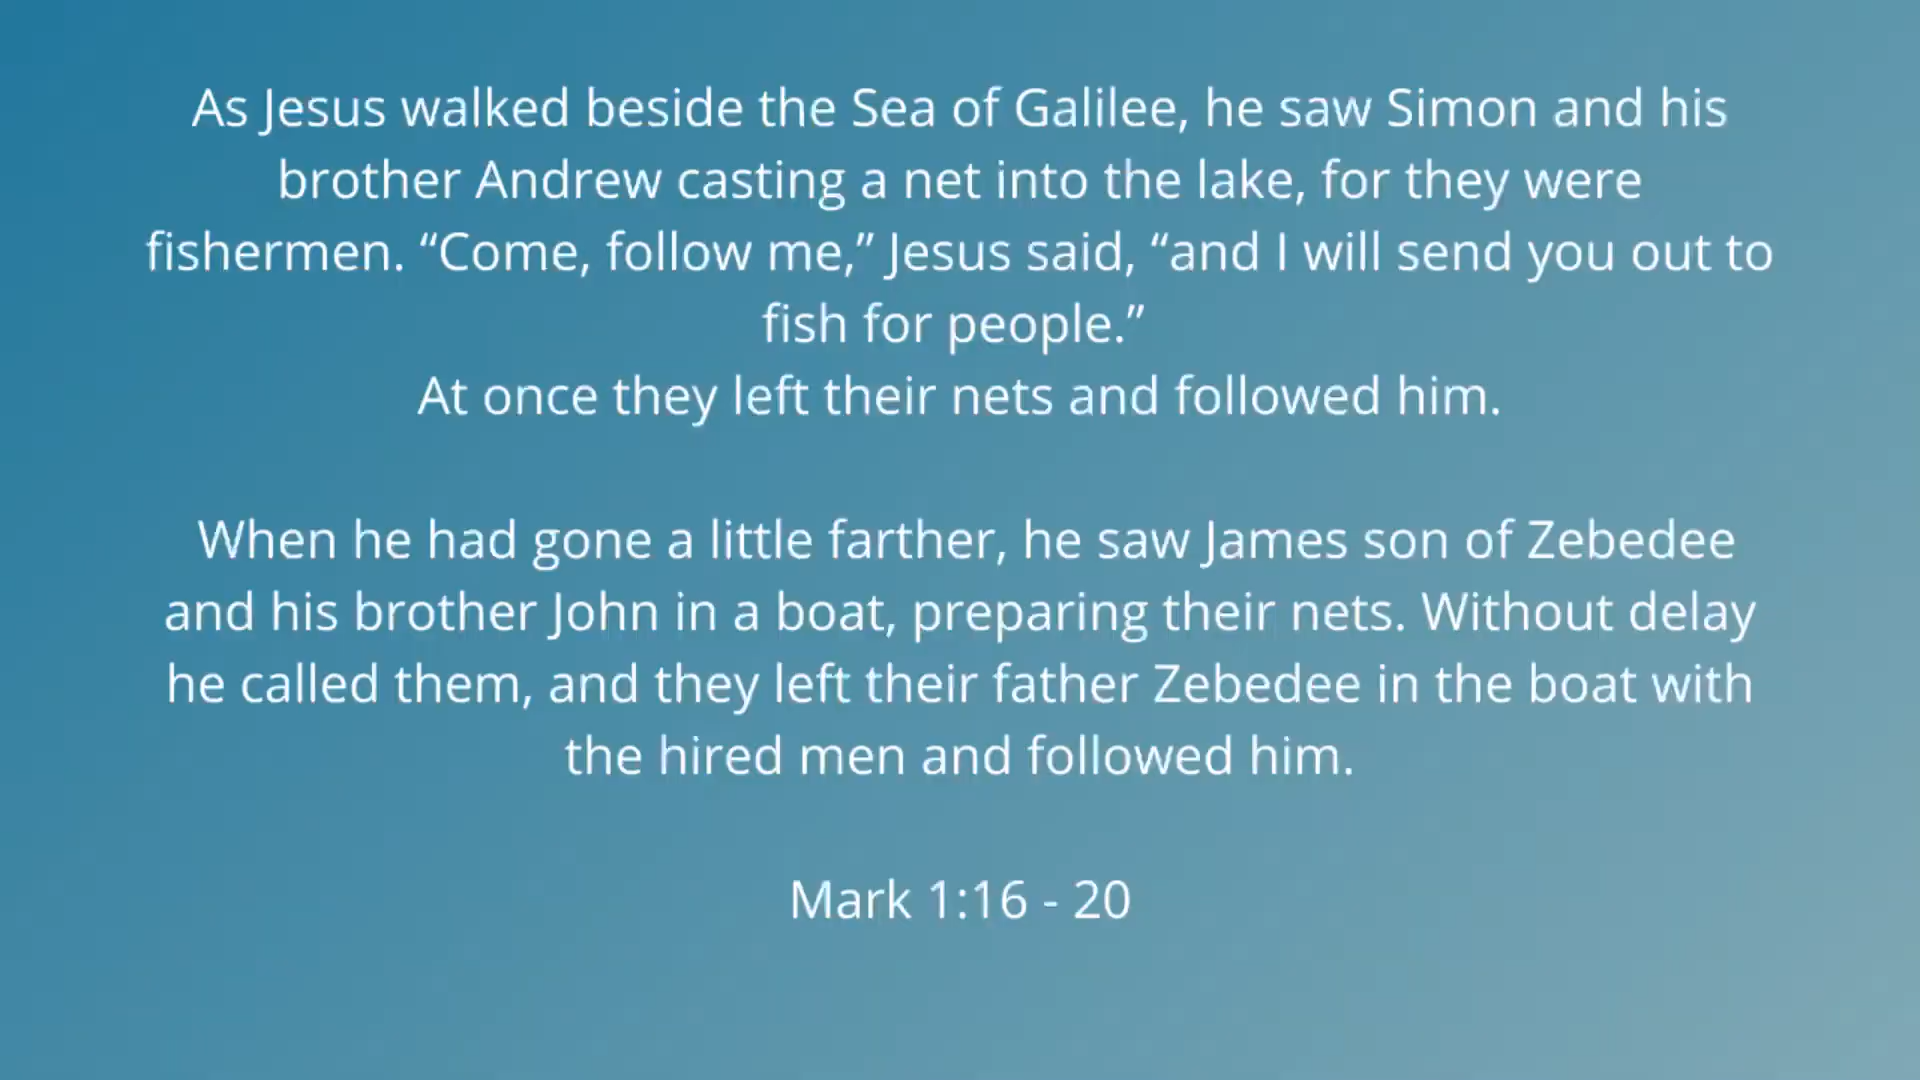 As Jesus walked beside the Sea of Galilee, he saw Simon and his
brother Andrew casting a net into the lake, for they were
fishermen. “Come, follow me,” Jesus said, “and I will send you out to
fish for people.”
At once they left their nets and followed him.
When he had gone a little farther, he saw James son of Zebedee
and his brother John in a boat, preparing their nets. Without delay
he called them, and they left their father Zebedee in the boat with
the hired men and followed him.
Mark 1:16 - 20